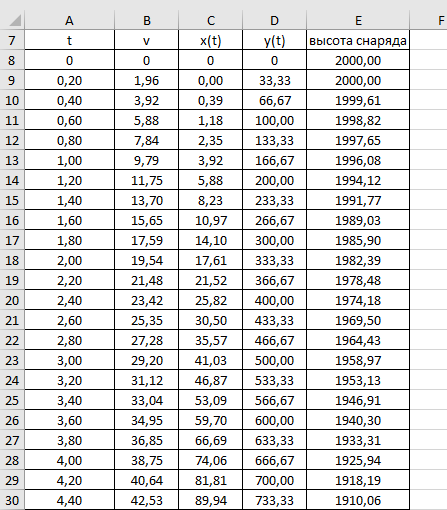 A B C D E F
7 t v x(t) y(t) высота снаряда
8 0 0 0 0 2000,00
9 0,20 1,96 0,00 33,33 2000,00
10 0,40 3,92 0,39 66,67 1999,61
11 0,60 5,88 1,18 100,00 1998,82
12 0,80 7,84 2,35 133,33 1997,65
13 1,00 9,79 3,92 166,67 1996,08
14 1,20 11,75 5,88 200,00 1994,12
15 1,40 13,70 8,23 233,33 1991,77
16 1,60 15,65 10,97 266,67 1989,03
17 1,80 17,59 14,10 300,00 1985,90
18 2,00 19,54 17,61 333,33 1982,39
19 2,20 21,48 21,52 366,67 1978,48
20 2,40 23,42 25,82 400,00 1974,18
21 2,60 25,35 30,50 433,33 1969,50
22 2,80 27,28 35,57 466,67 1964,43
23 3,00 29,20 41,03 500,00 1958,97
24 3,20 31,12 46,87 533,33 1953,13
25 3,40 33,04 53,09 566,67 1946,91
26 3,60 34,95 59,70 600,00 1940,30
27 3,80 36,85 66,69 633,33 1933,31
28 4,00 38,75 74,06 666,67 1925,94
29 4,20 40,64 81,81 700,00 1918,19
30 4,40 42,53 89,94 733,33 1910,06